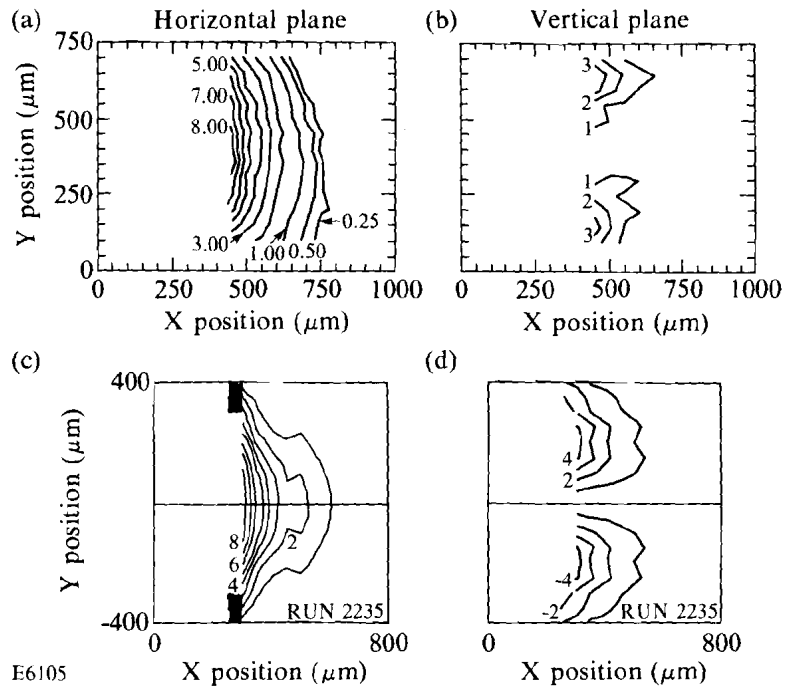 (a) Horizontal plane
(b) Vertical plane
750
500
250
0
Y position (μm)
5.00
7.00
8.00
3.00
1.00
0.50
0.25
0 250 500 750 1000
X position (μm)
3
2
1
1
2
3
0 250 500 750 1000
X position (μm)
(c)
(d)
400
-400
Y position (μm)
8
6
4
2
RUN 2235
0 800
X position (μm)
4
2
-4
-2
RUN 2235
0 800
X position (μm)
E6105